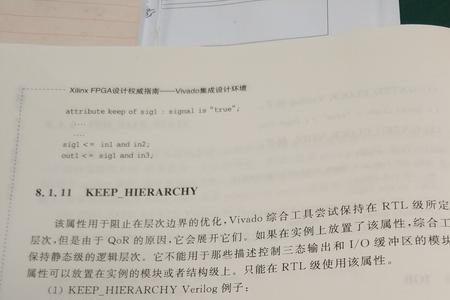 Xilinx FPGA设计权威指南——Vivado集成设计环境
attribute keep of sig1 : signal is "true";
....
....
sig1 <= in1 and in2;
out1 <= sig1 and in3;
8.1.11 KEEP_HIERARCHY
该属性用于阻止在层次边界的优化,Vivado 综合工具尝试保持在 RTL 级所定
层次,但是由于 QoR 的原因,它会展开它们。如果在实例上放置了该属性,综合工
保持静态级的逻辑层次。它不能用于那些描述控制三态输出和 I/O 缓冲区的模块
属性可以放置在实例的模块或者结构级上。只能在 RTL 级使用该属性。
(1) KEEP_HIERARCHY Verilog 例子: